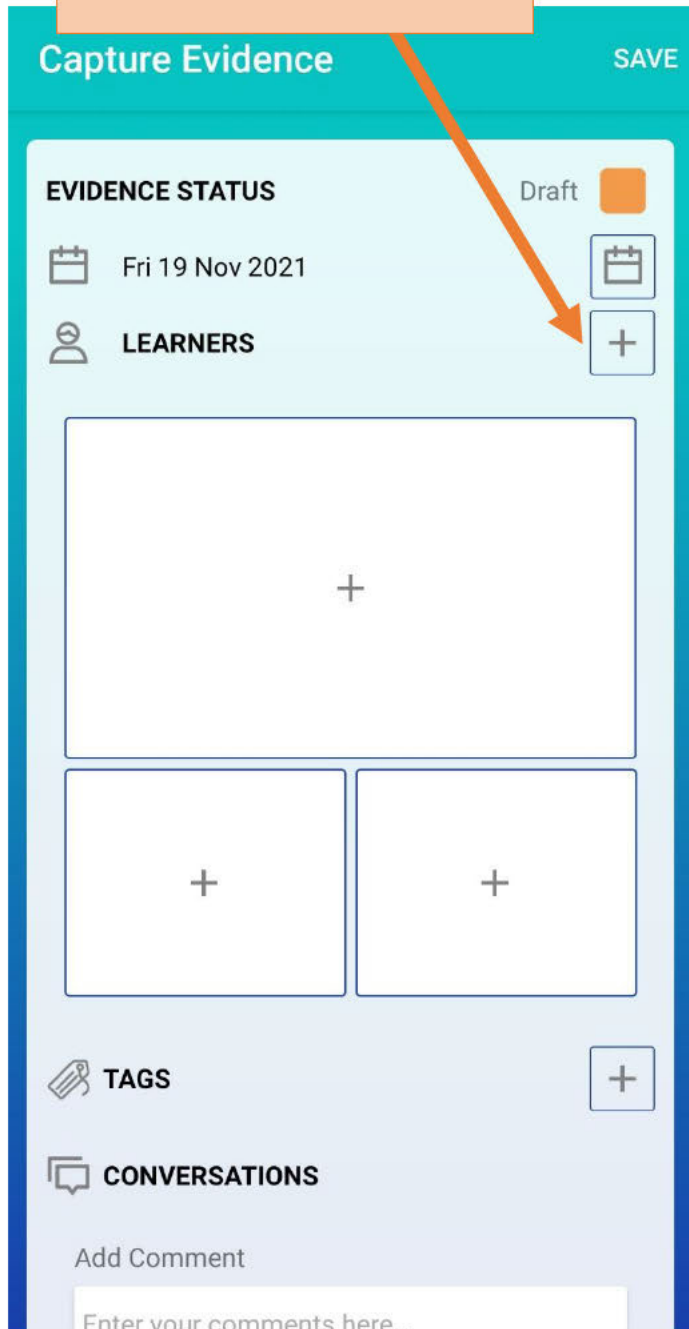 Capture Evidence SAVE
EVIDENCE STATUS Draft
Fri 19 Nov 2021
LEARNERS +
+
+ +
TAGS +
CONVERSATIONS
Add Comment
Enter your comments here...